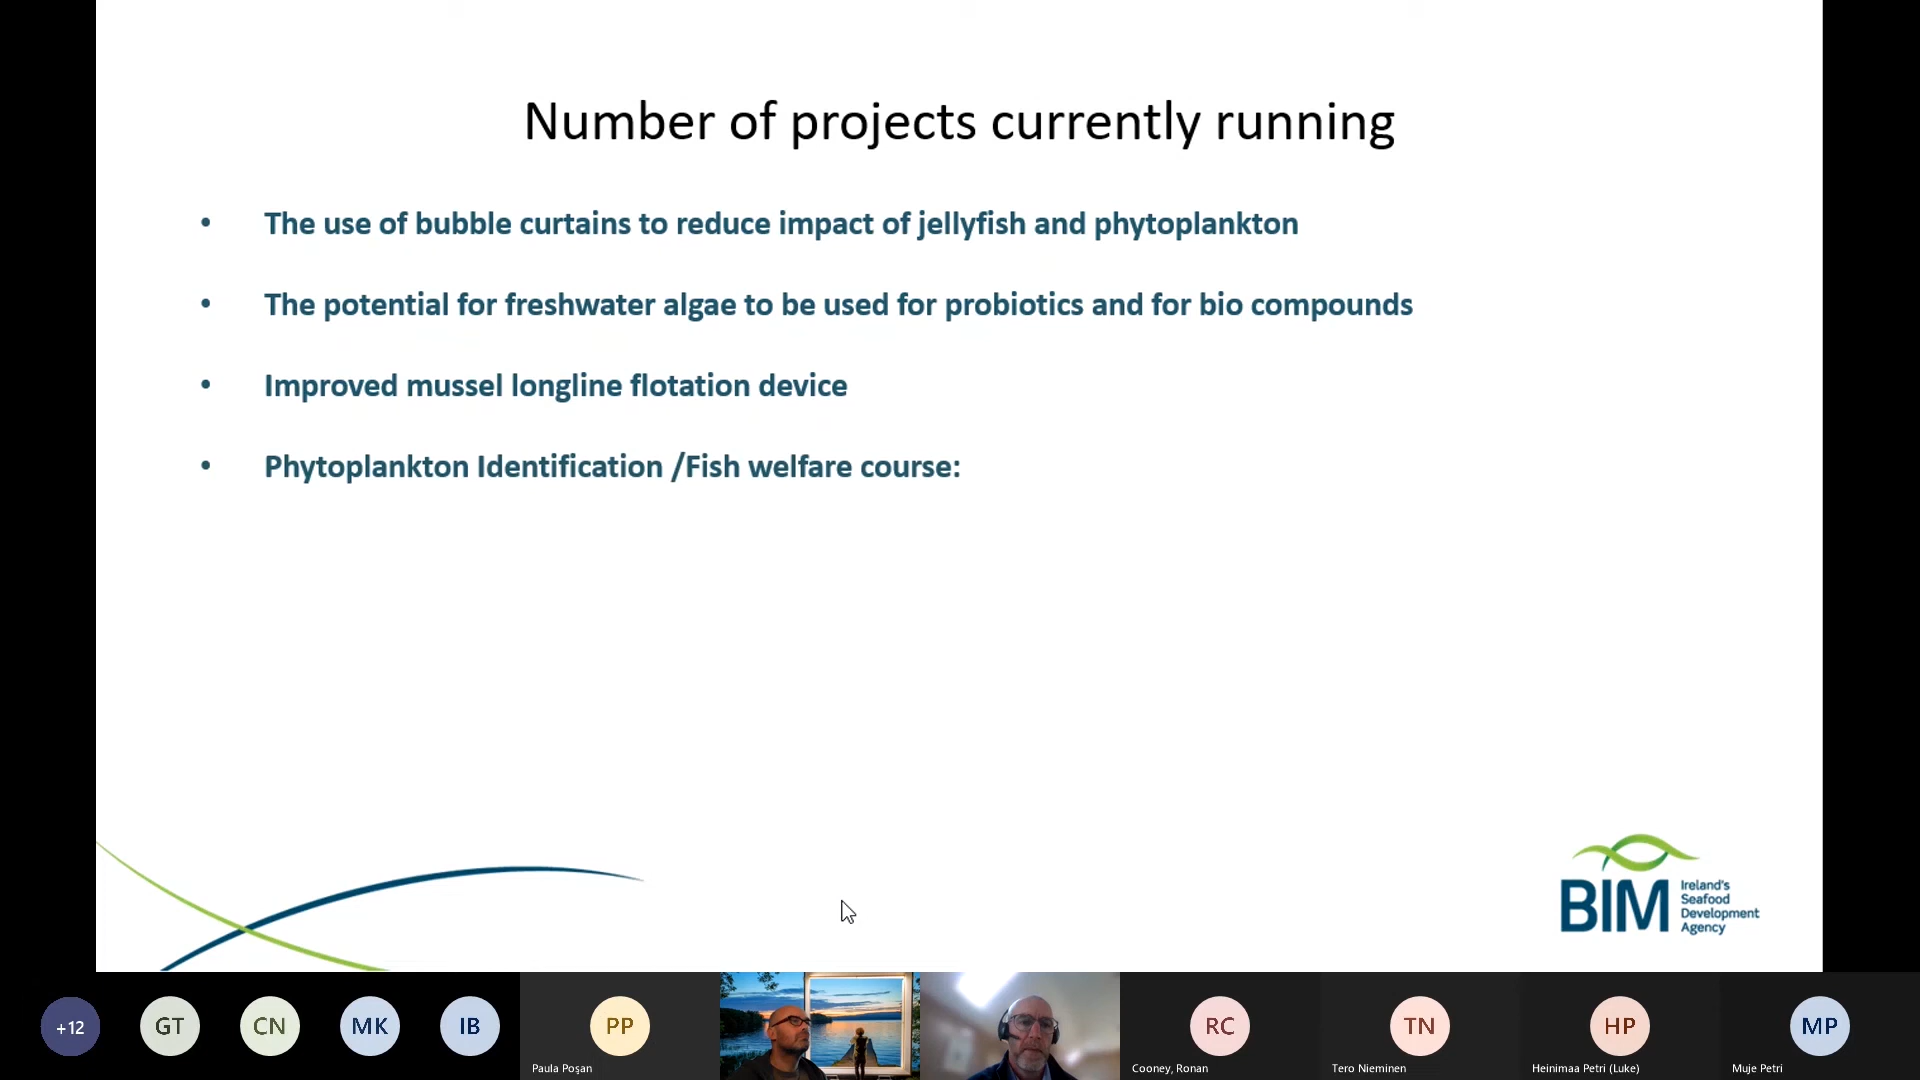 Number of projects currently running
• The use of bubble curtains to reduce impact of jellyfish and phytoplankton
• The potential for freshwater algae to be used for probiotics and for bio compounds
• Improved mussel longline flotation device
• Phytoplankton Identification /Fish welfare course:
BIM
Ireland's
Seafood
Development
Agency
+12
GT
CN
MK
IB
PP
RC
TN
HP
MP
Paula Poșan
Cooney, Ronan
Tero Nieminen
Heinimaa Petri (Luke)
Muje Petri